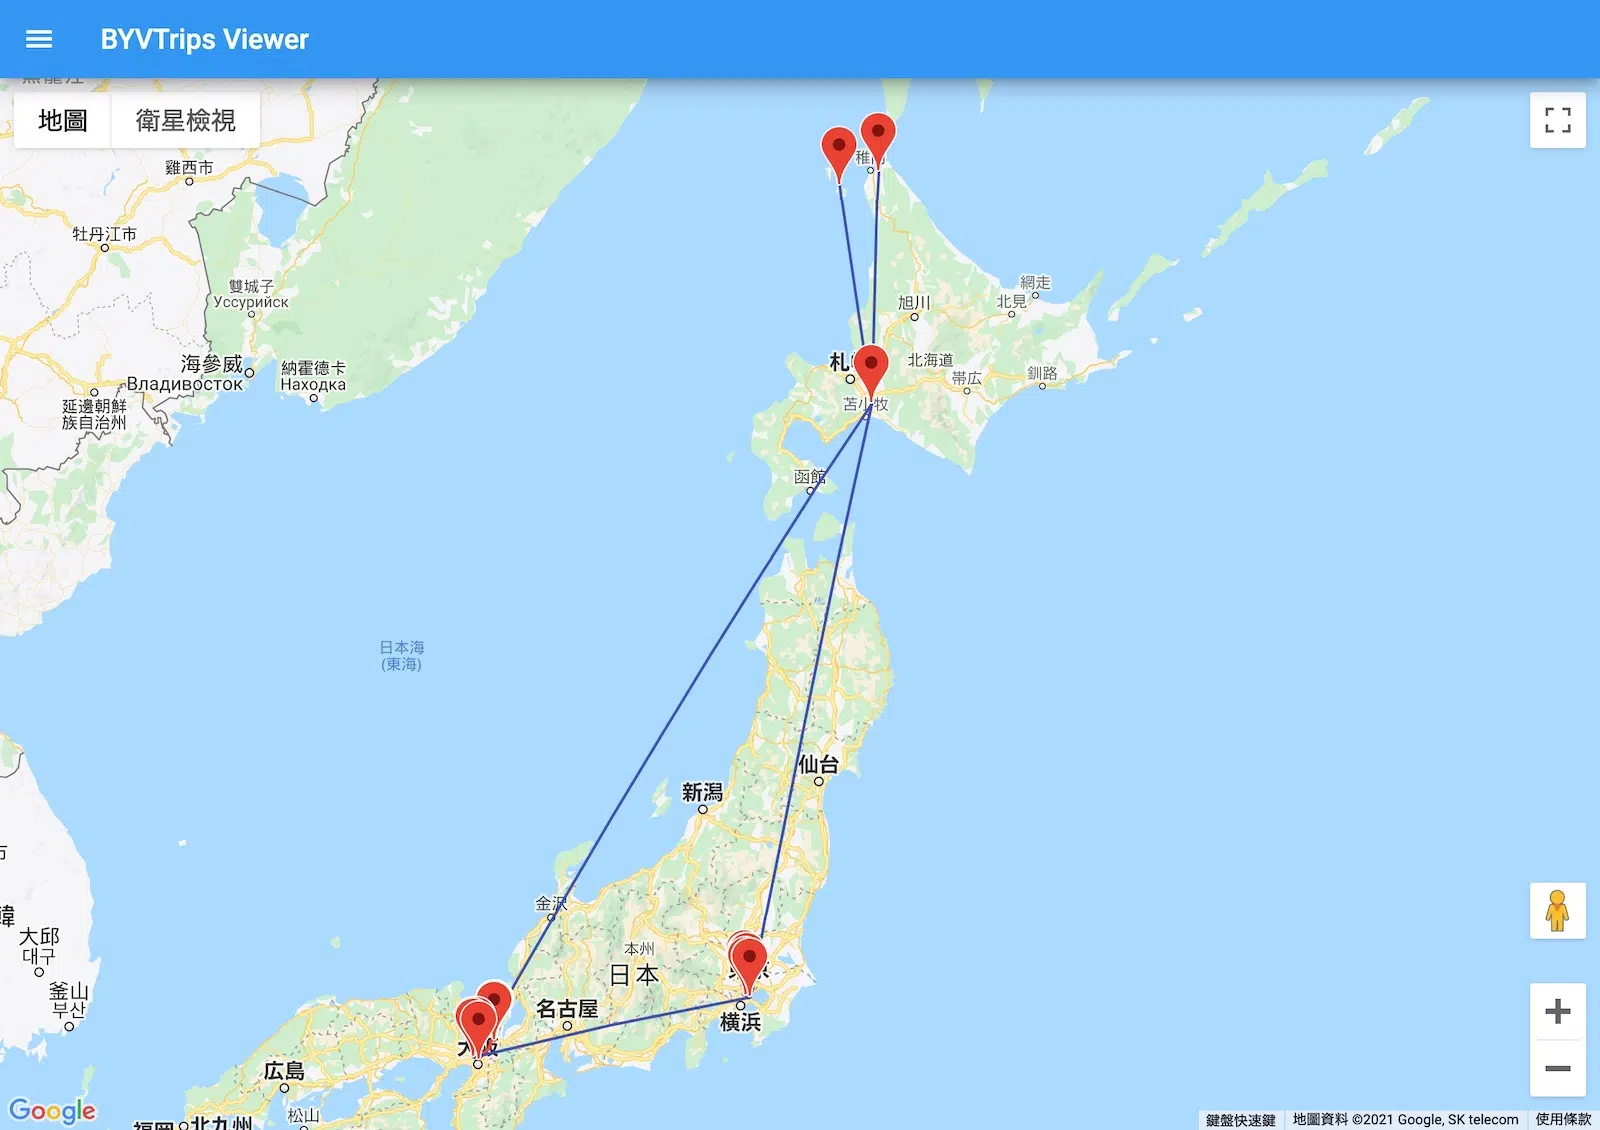 BYVTrips Viewer
地圖
衛星檢視
雞西市
牡丹江市
雙城子
Уссурийск
海參威
Владивосток
納霍德卡
Находка
延邊朝鮮
族自治州
稚
旭川
網走
北見
北海道
帯広
釧路
札
苫小牧
函館
日本海
(東海)
仙台
新潟
金沢
本州
日本
名古屋
横浜
広島
松山
北九州
大邱
대구
釜山
부산
韓
Google
鍵盤快速鍵
地圖資料 ©2021 Google, SK telecom
使用條款